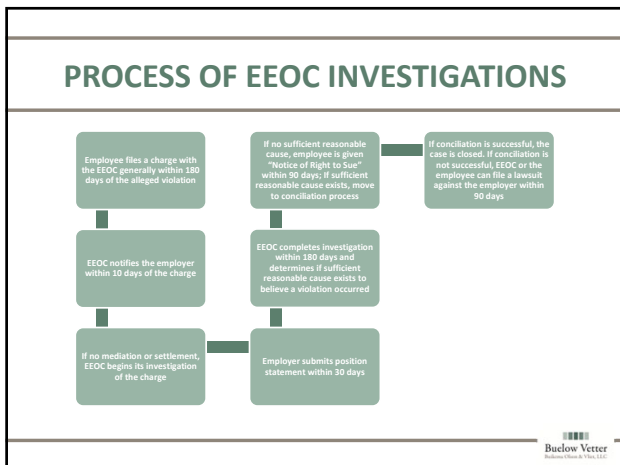 PROCESS OF EEOC INVESTIGATIONS
Employee files a charge with
the EEOC generally within 180
days of the alleged violation
EEOC notifies the employer
within 10 days of the charge
If no mediation or settlement,
EEOC begins its investigation
of the charge
Employer submits position
statement within 30 days
EEOC completes investigation
within 180 days and
determines if sufficient
reasonable cause exists to
believe a violation occurred
If no sufficient reasonable
cause, employee is given
“Notice of Right to Sue”
within 90 days; If sufficient
reasonable cause exists, move
to conciliation process
If conciliation is successful, the
case is closed. If conciliation is
not successful, EEOC or the
employee can file a lawsuit
against the employer within
90 days
Buelow Vetter
Buikema Olson & Vliet, LLC